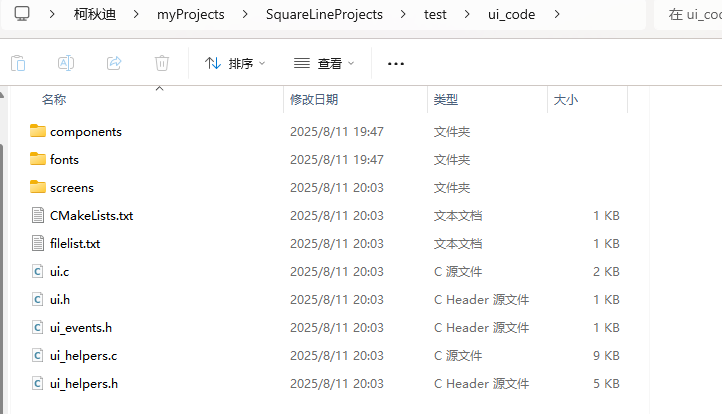 柯秋迪 > myProjects > SquareLineProjects > test > ui_code > 在 ui_cod
排序 查看 ...
名称 修改日期 类型 大小
components 2025/8/11 19:47 文件夹
fonts 2025/8/11 19:47 文件夹
screens 2025/8/11 20:03 文件夹
CMakeLists.txt 2025/8/11 20:03 文本文档 1 KB
filelist.txt 2025/8/11 20:03 文本文档 1 KB
ui.c 2025/8/11 20:03 C 源文件 2 KB
ui.h 2025/8/11 20:03 C Header 源文件 1 KB
ui_events.h 2025/8/11 20:03 C Header 源文件 1 KB
ui_helpers.c 2025/8/11 20:03 C 源文件 9 KB
ui_helpers.h 2025/8/11 20:03 C Header 源文件 5 KB